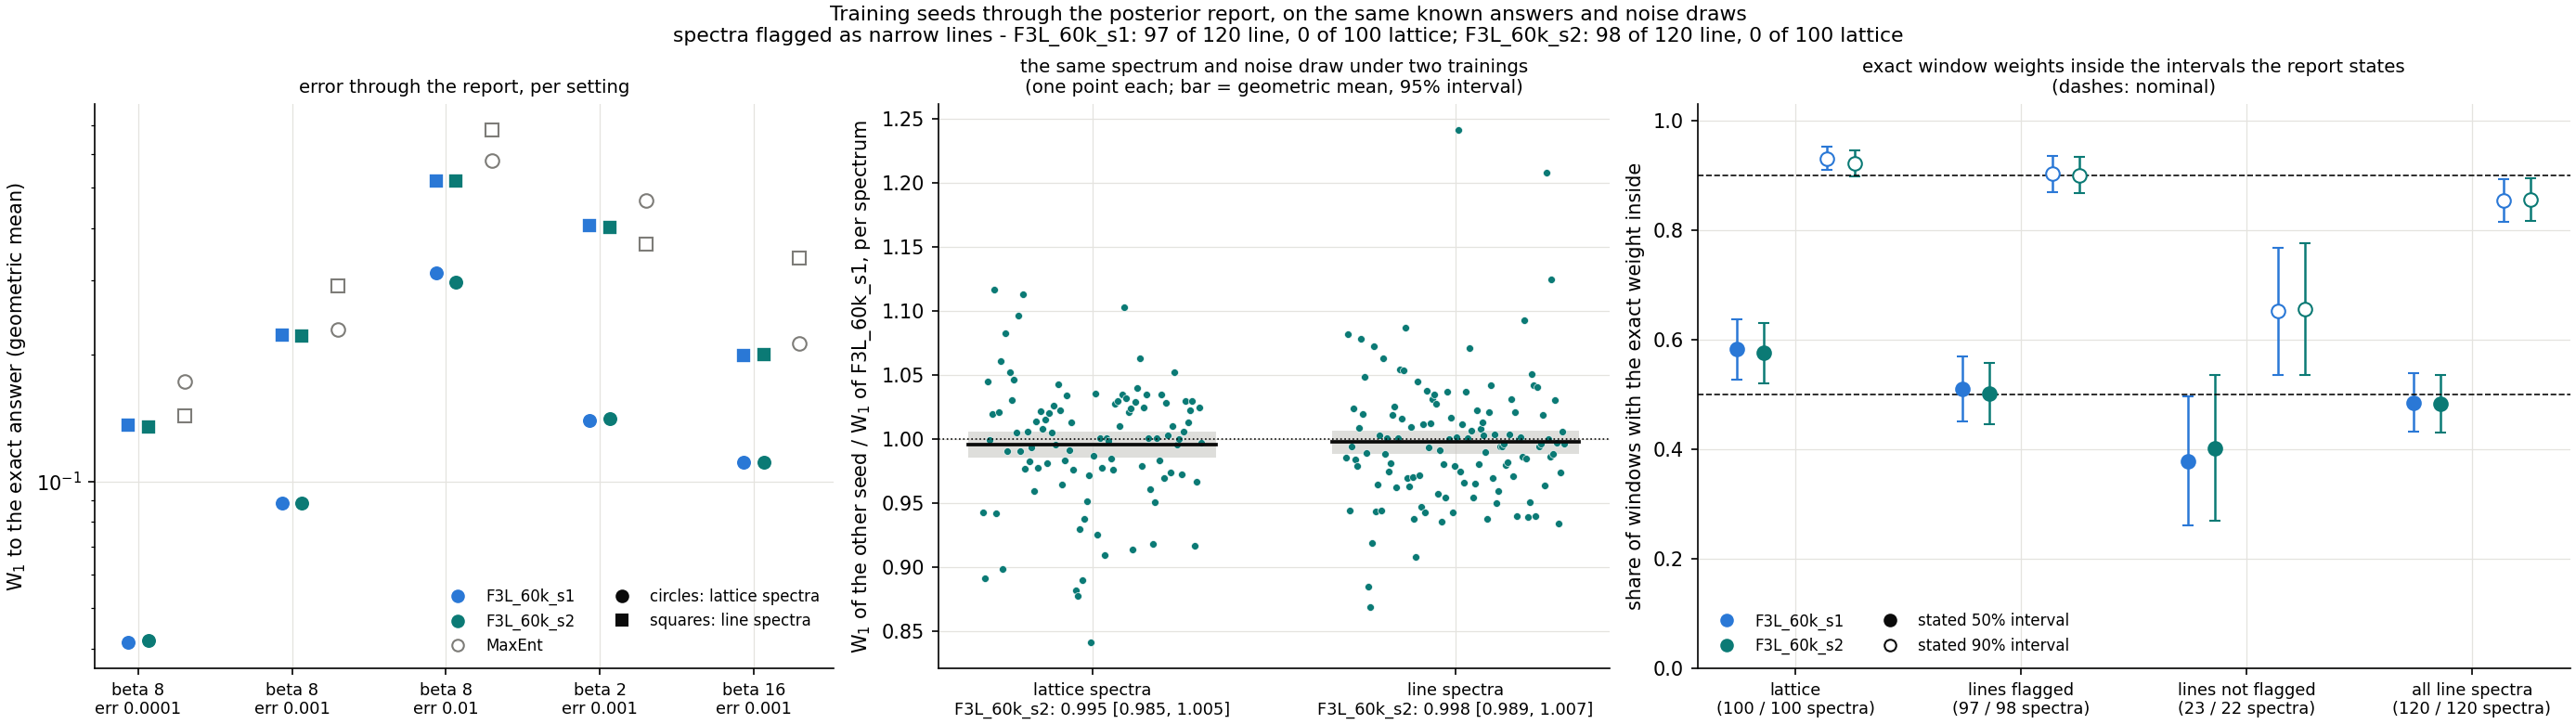 Training seeds through the posterior report, on the same known answers and noise draws
spectra flagged as narrow lines - F3L_60k_s1: 97 of 120 line, 0 of 100 lattice; F3L_60k_s2: 98 of 120 line, 0 of 100 lattice
error through the report, per setting
W₁ to the exact answer (geometric mean)
10⁻¹
F3L_60k_s1
F3L_60k_s2
MaxEnt
circles: lattice spectra
squares: line spectra
beta 8
err 0.0001
beta 8
err 0.001
beta 8
err 0.01
beta 2
err 0.001
beta 16
err 0.001
the same spectrum and noise draw under two trainings
(one point each; bar = geometric mean, 95% interval)
W₁ of the other seed / W₁ of F3L_60k_s1, per spectrum
1.25
1.20
1.15
1.10
1.05
1.00
0.95
0.90
0.85
lattice spectra
F3L_60k_s2: 0.995 [0.985, 1.005]
line spectra
F3L_60k_s2: 0.998 [0.989, 1.007]
exact window weights inside the intervals the report states
(dashes: nominal)
share of windows with the exact weight inside
1.0
0.8
0.6
0.4
0.2
0.0
F3L_60k_s1
F3L_60k_s2
stated 50% interval
stated 90% interval
lattice
(100 / 100 spectra)
lines flagged
(97 / 98 spectra)
lines not flagged
(23 / 22 spectra)
all line spectra
(120 / 120 spectra)